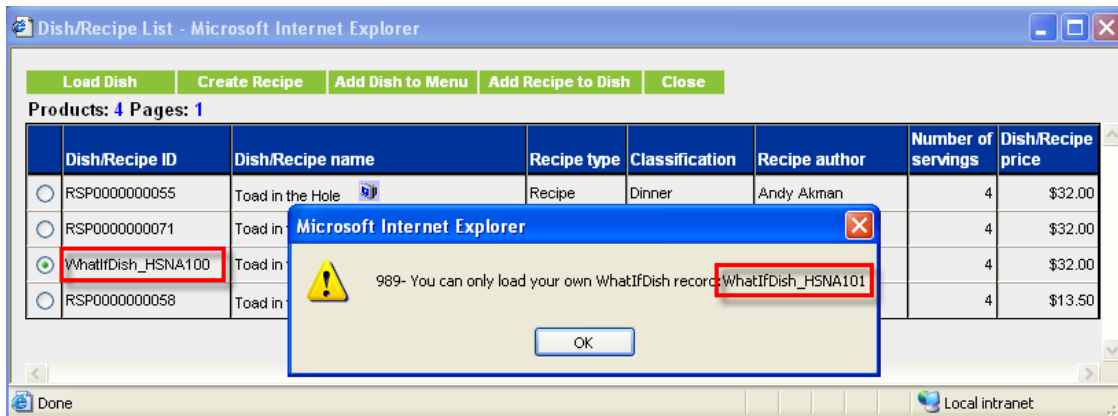 Dish/Recipe List - Microsoft Internet Explorer
Load Dish Create Recipe Add Dish to Menu Add Recipe to Dish Close
Products: 4 Pages: 1
Dish/Recipe ID Dish/Recipe name Recipe type Classification Recipe author Number of servings Dish/Recipe price
RSP0000000055 Toad in the Hole Recipe Dinner Andy Akman 4 $32.00
RSP0000000071 Toad in 4 $32.00
WhatIfDish_HSNA100 Toad in 4 $32.00
RSP0000000058 Toad in 4 $13.50
Microsoft Internet Explorer
989- You can only load your own WhatIfDish record:WhatIfDish_HSNA101
OK
Done Local intranet